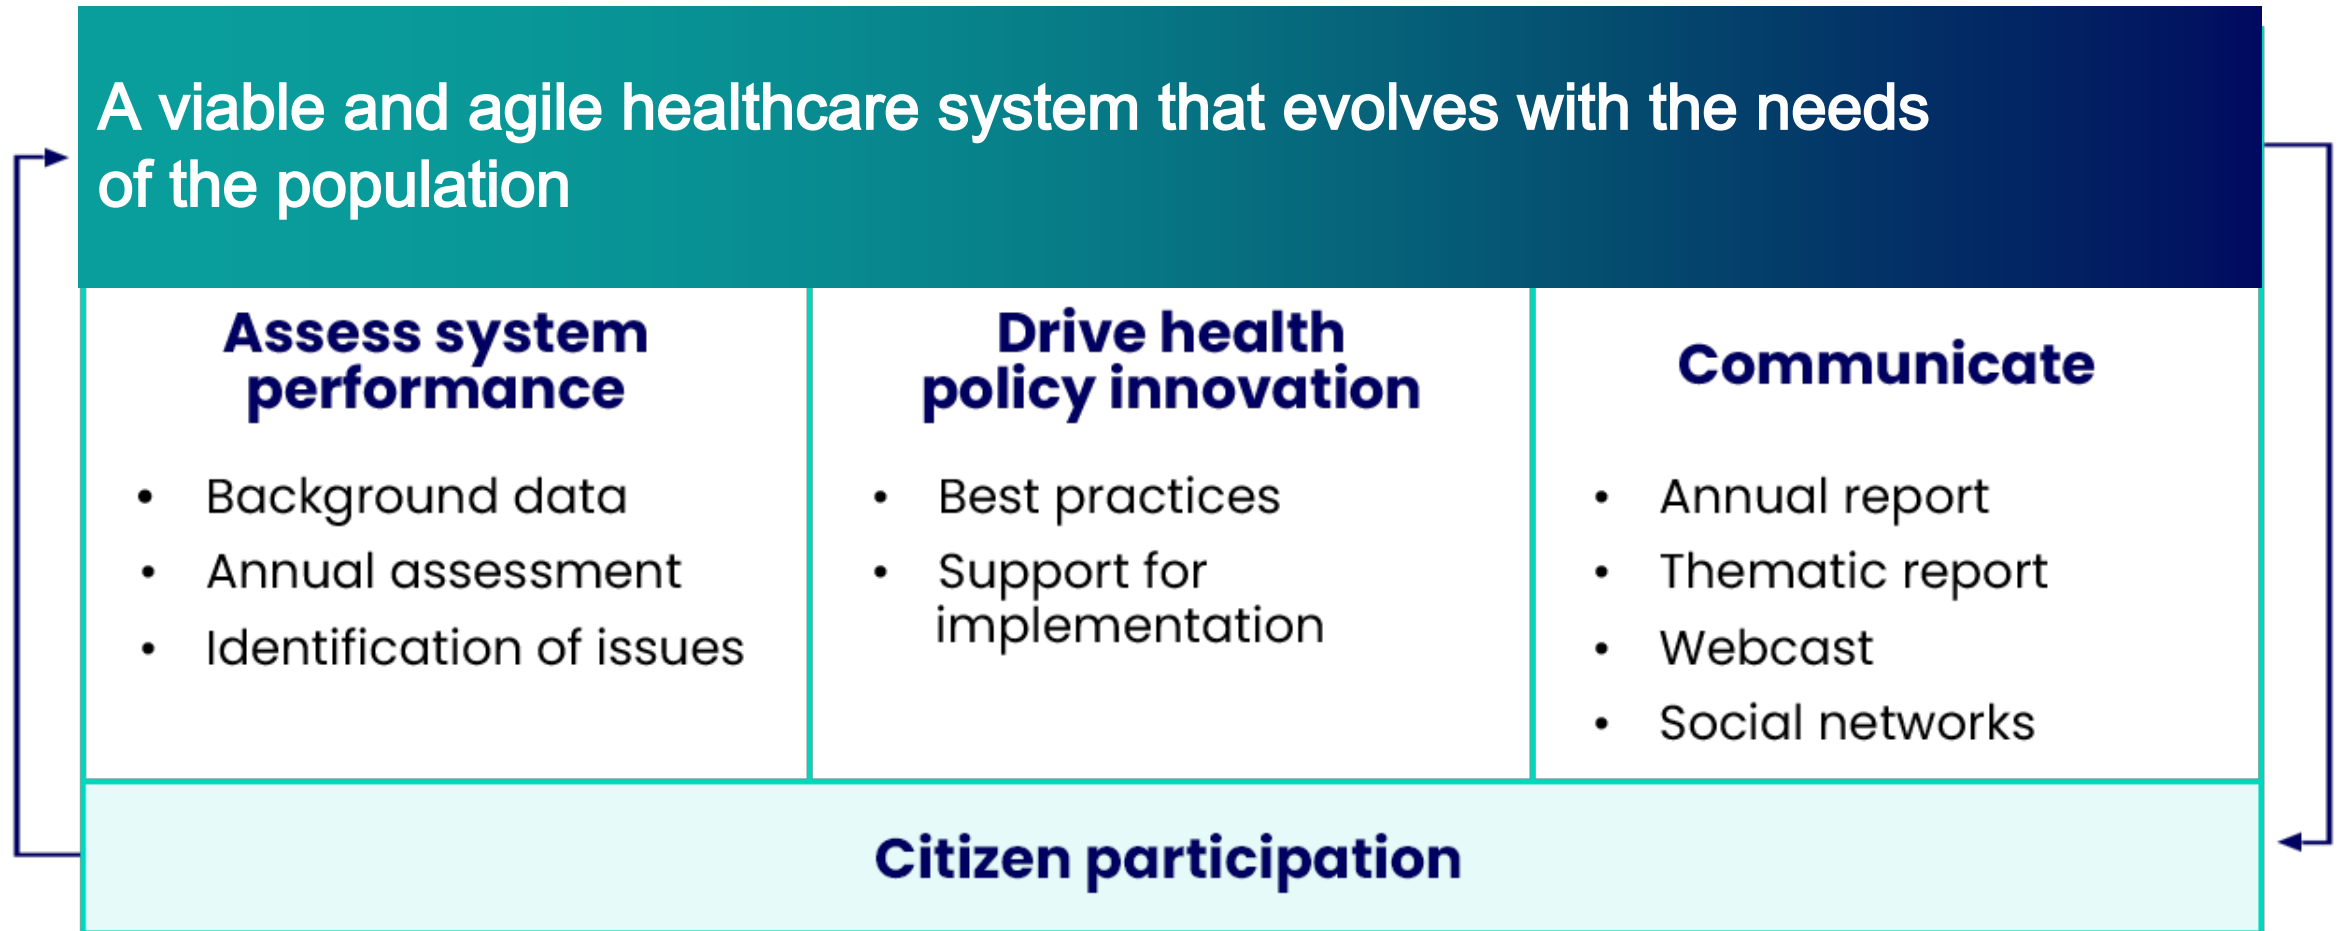 A viable and agile healthcare system that evolves with the needs
of the population
Assess system
performance
• Background data
• Annual assessment
• Identification of issues
Drive health
policy innovation
• Best practices
• Support for
implementation
Communicate
• Annual report
• Thematic report
• Webcast
• Social networks
Citizen participation